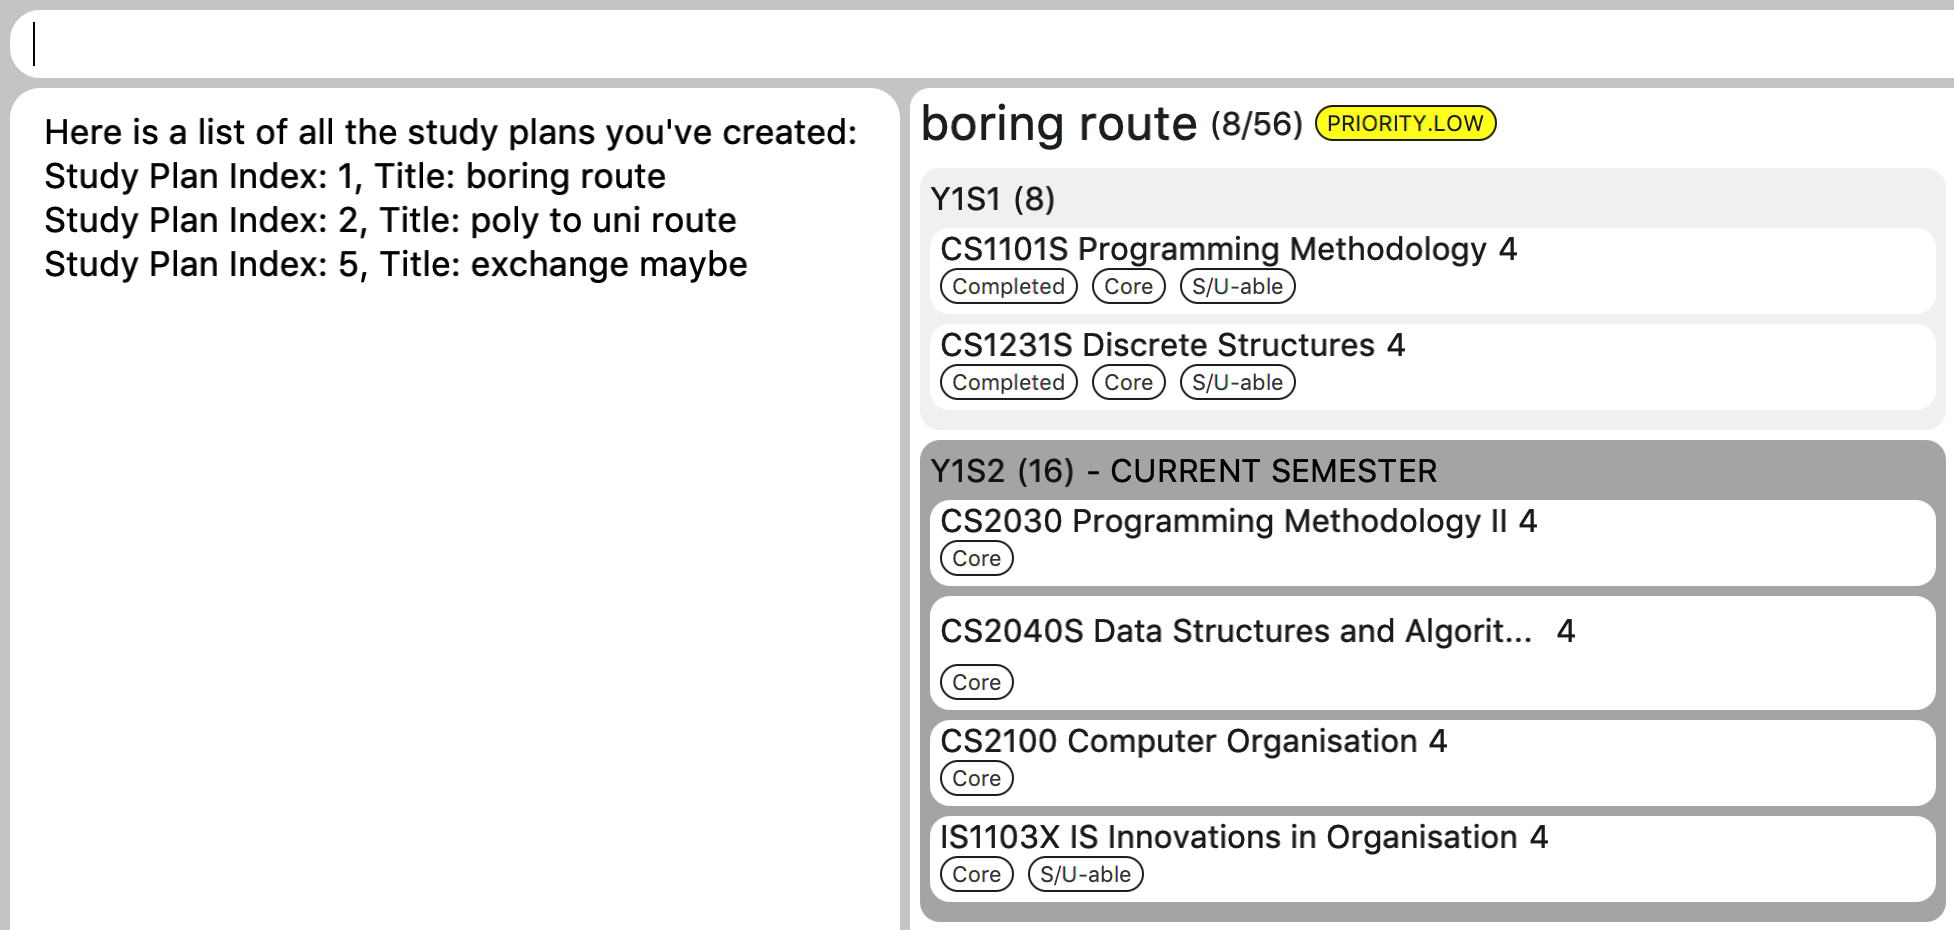 Here is a list of all the study plans you've created:
Study Plan Index: 1, Title: boring route
Study Plan Index: 2, Title: poly to uni route
Study Plan Index: 5, Title: exchange maybe
boring route (8/56) PRIORITY.LOW
Y1S1 (8)
CS1101S Programming Methodology 4
Completed Core S/U-able
CS1231S Discrete Structures 4
Completed Core S/U-able
Y1S2 (16) - CURRENT SEMESTER
CS2030 Programming Methodology II 4
Core
CS2040S Data Structures and Algorit... 4
Core
CS2100 Computer Organisation 4
Core
IS1103X IS Innovations in Organisation 4
Core S/U-able